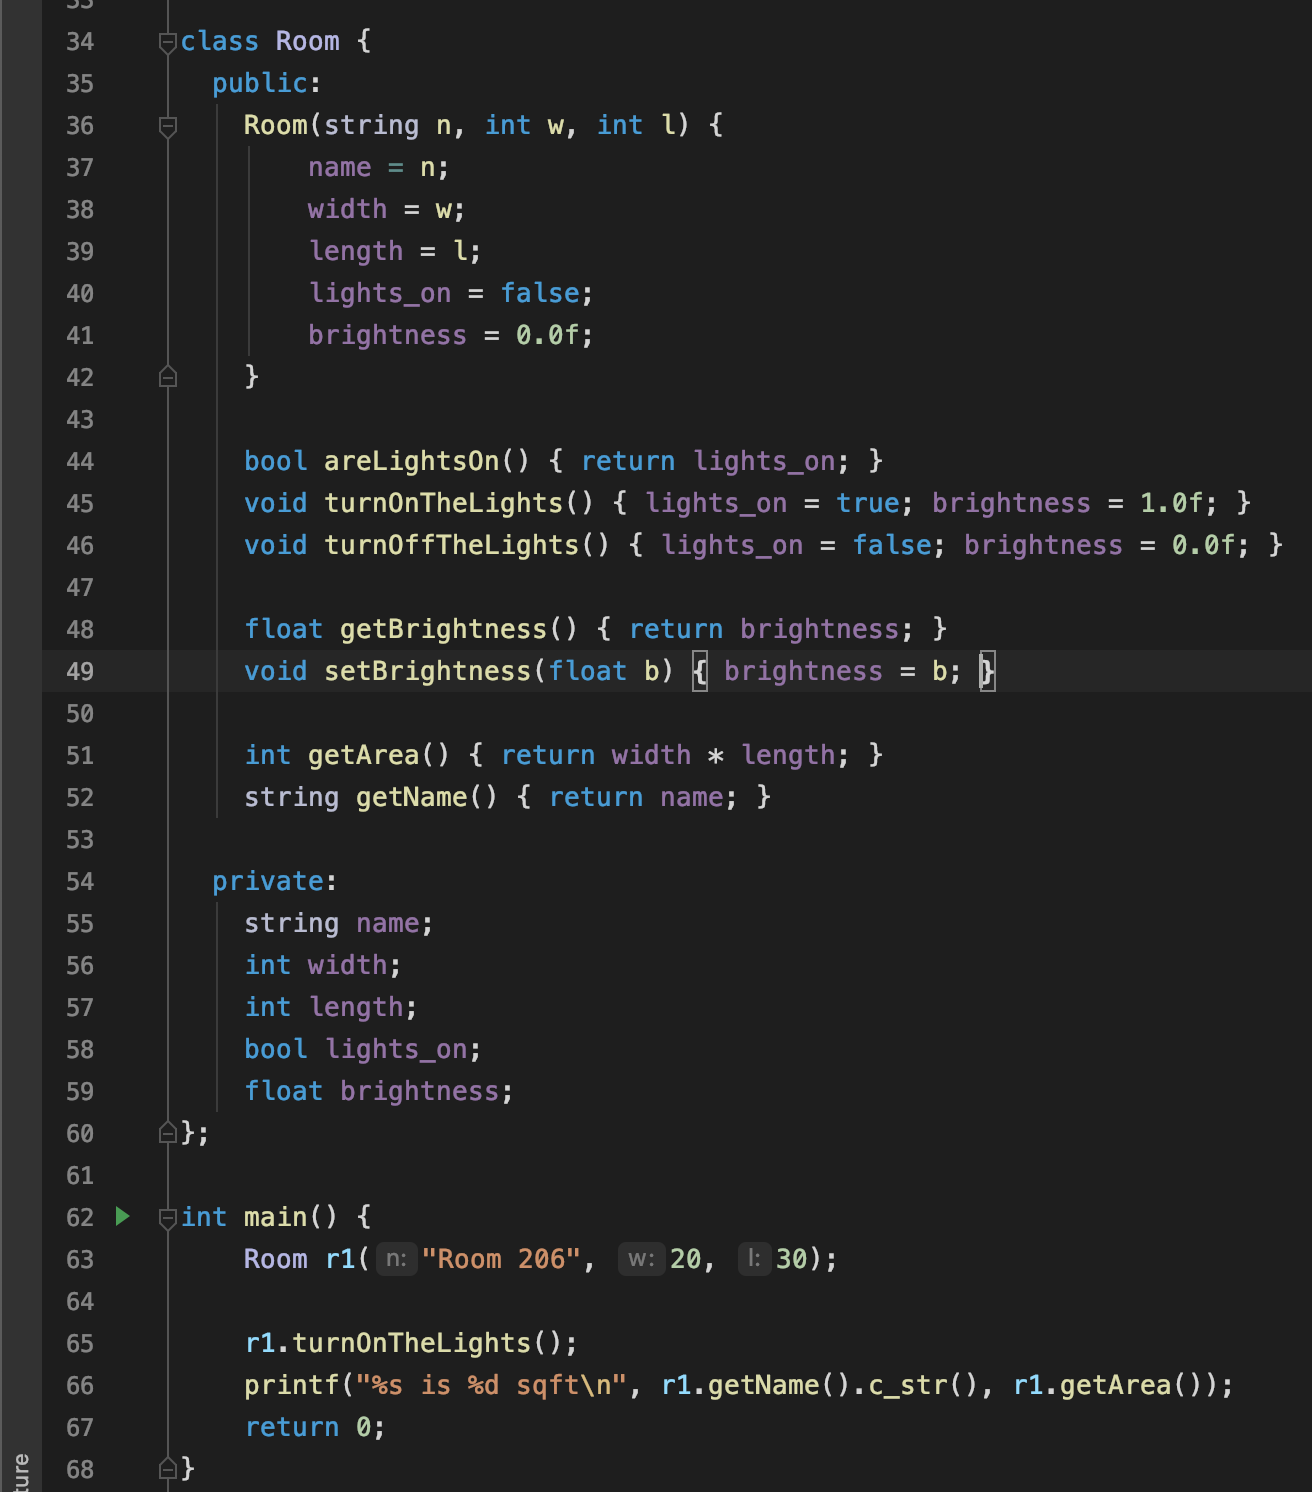 33
34 class Room {
35 public:
36 Room(string n, int w, int l) {
37 name = n;
38 width = w;
39 length = l;
40 lights_on = false;
41 brightness = 0.0f;
42 }
43
44 bool areLightsOn() { return lights_on; }
45 void turnOnTheLights() { lights_on = true; brightness = 1.0f; }
46 void turnOffTheLights() { lights_on = false; brightness = 0.0f; }
47
48 float getBrightness() { return brightness; }
49 void setBrightness(float b) { brightness = b; }
50
51 int getArea() { return width * length; }
52 string getName() { return name; }
53
54 private:
55 string name;
56 int width;
57 int length;
58 bool lights_on;
59 float brightness;
60 };
61
62 int main() {
63 Room r1( n: "Room 206", w: 20, l: 30);
64
65 r1.turnOnTheLights();
66 printf("%s is %d sqft\n", r1.getName().c_str(), r1.getArea());
67 return 0;
68 }
ture